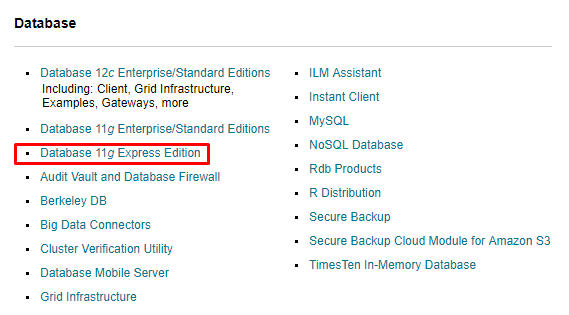 Database
Database 12c Enterprise/Standard Editions
Including: Client, Grid Infrastructure,
Examples, Gateways, more
Database 11g Enterprise/Standard Editions
Database 11g Express Edition
Audit Vault and Database Firewall
Berkeley DB
Big Data Connectors
Cluster Verification Utility
Database Mobile Server
Grid Infrastructure
ILM Assistant
Instant Client
MySQL
NoSQL Database
Rdb Products
R Distribution
Secure Backup
Secure Backup Cloud Module for Amazon S3
TimesTen In-Memory Database